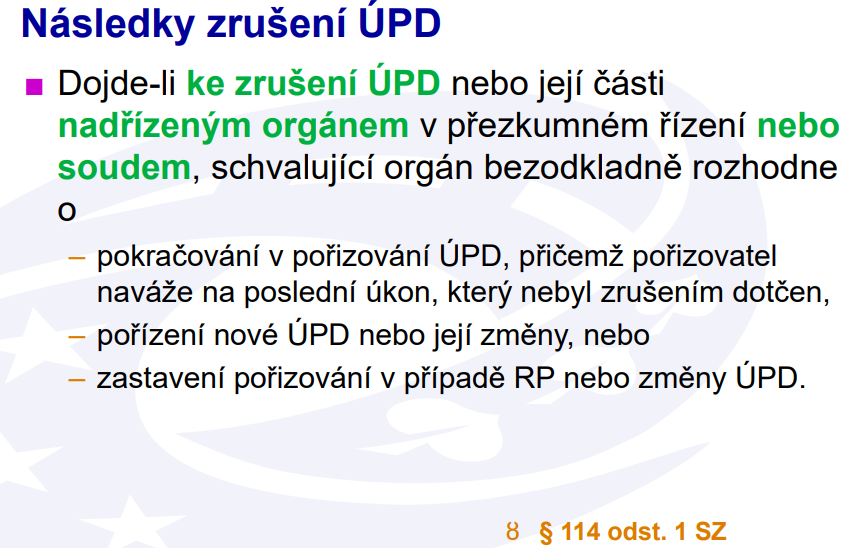 Následky zrušení ÚPD
■ Dojde-li ke zrušení ÚPD nebo její části
nadřízeným orgánem v přezkumném řízení nebo
soudem, schvalující orgán bezodkladně rozhodne
o
– pokračování v pořizování ÚPD, přičemž pořizovatel
naváže na poslední úkon, který nebyl zrušením dotčen,
– pořízení nové ÚPD nebo její změny, nebo
– zastavení pořizování v případě RP nebo změny ÚPD.
8 § 114 odst. 1 SZ